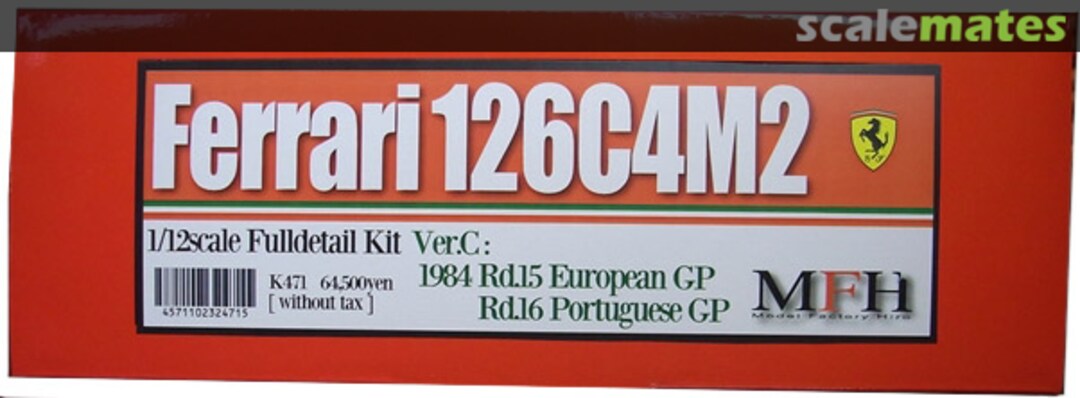 scalemates
Ferrari 126C4M2
1/12scale Fulldetail Kit Ver.C:
K471 64,500yen
[ without tax ]
4571102324715
1984 Rd.15 European GP
Rd.16 Portuguese GP
MFH
Model Factory Hiro
S F